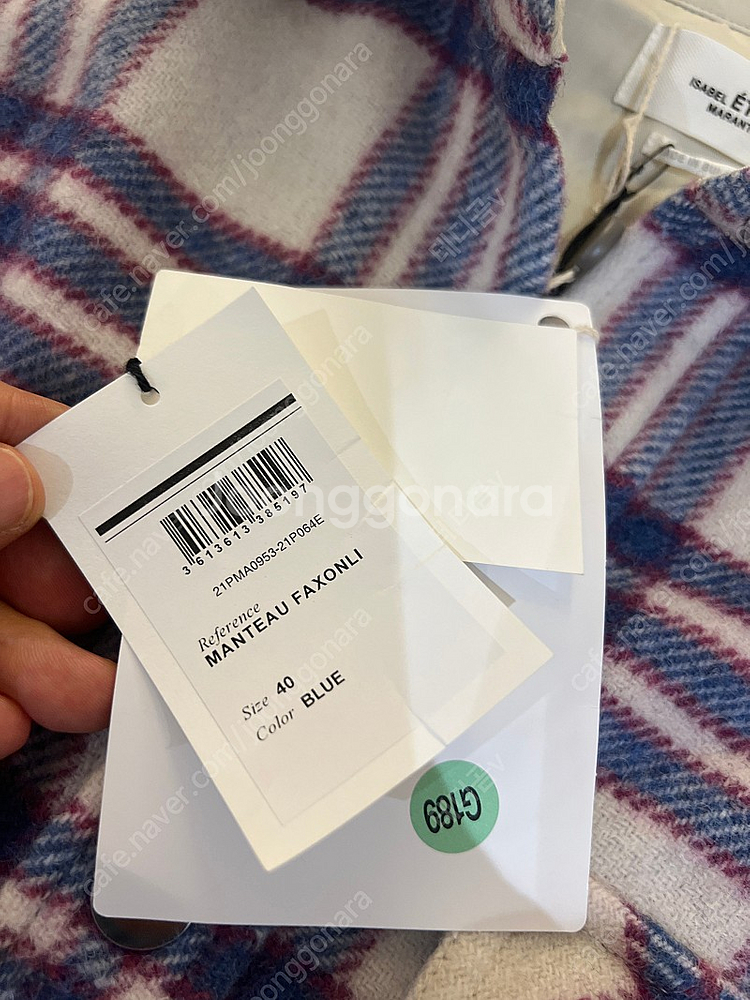 ISABEL ÉT
MARANT
3 613613 385197
21PMA0953-21P064E
Reference
MANTEAU FAXONLI
Size 40
Color BLUE
G189
joonggonara
cafe.naver.com/joonggonara